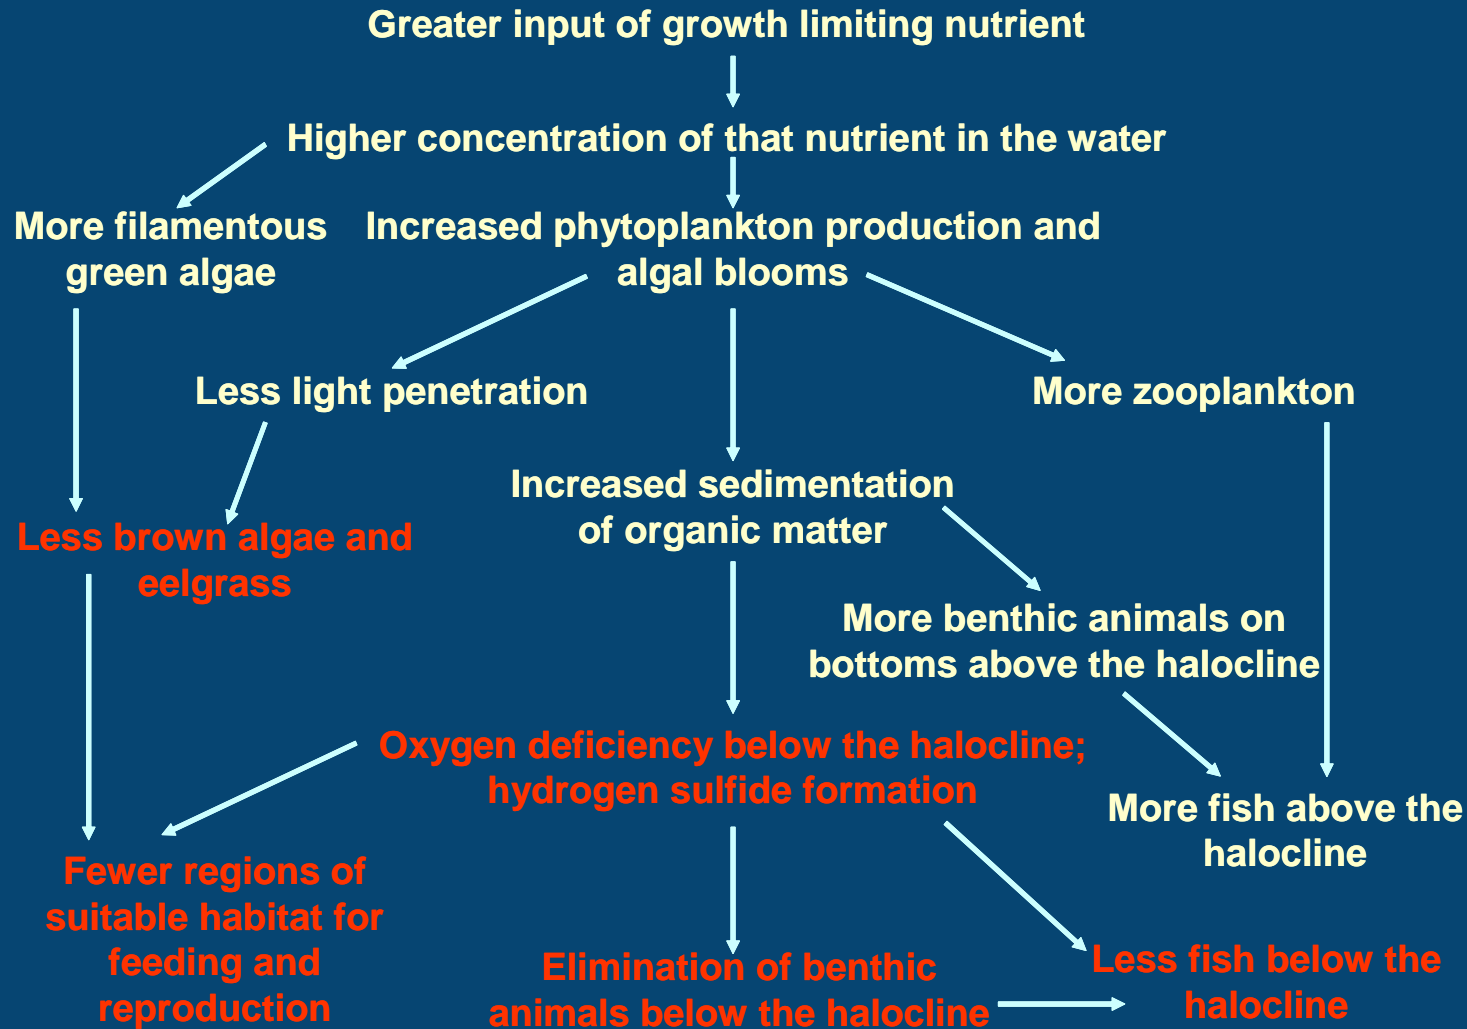 Greater input of growth limiting nutrient
Higher concentration of that nutrient in the water
More filamentous
green algae
Increased phytoplankton production and
algal blooms
Less light penetration
More zooplankton
Increased sedimentation
of organic matter
Less brown algae and
eelgrass
More benthic animals on
bottoms above the halocline
Oxygen deficiency below the halocline;
hydrogen sulfide formation
More fish above the
halocline
Fewer regions of
suitable habitat for
feeding and
reproduction
Elimination of benthic
animals below the halocline
Less fish below the
halocline